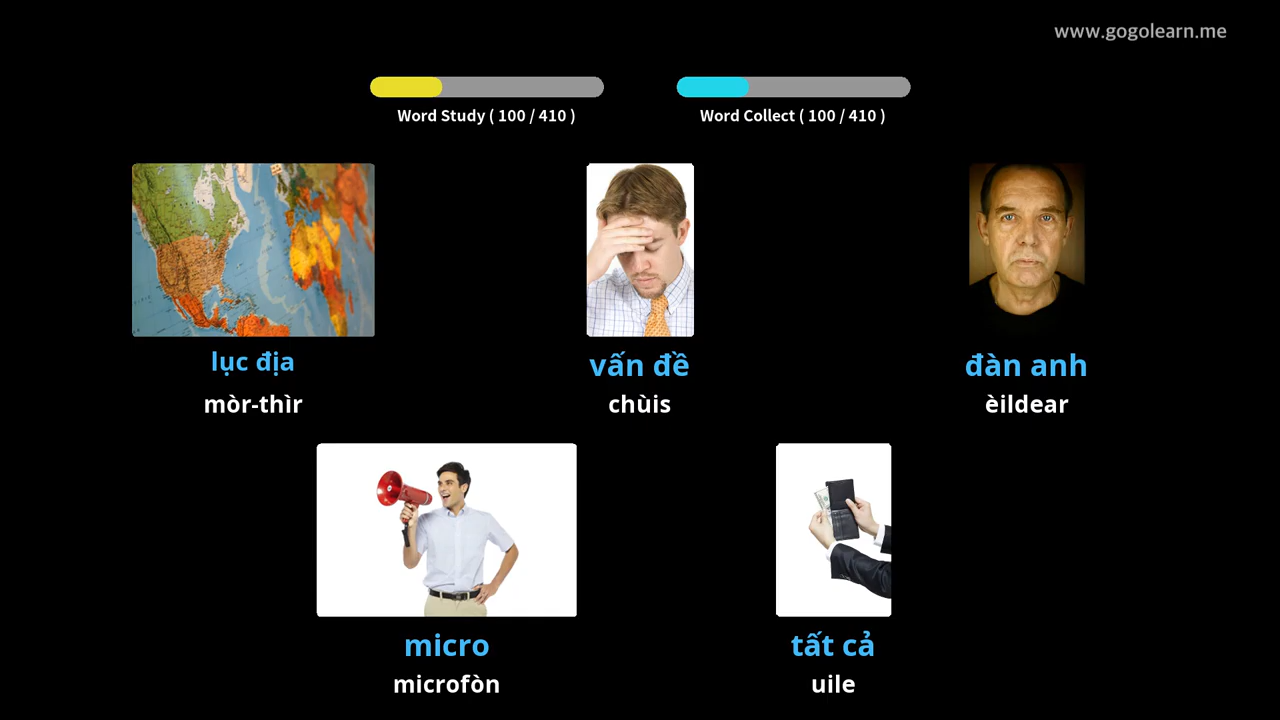 www.gogolearn.me
Word Study ( 100 / 410 )
Word Collect ( 100 / 410 )
lục địa
mòr-thìr
vấn đề
chùis
đàn anh
èildear
micro
microfòn
tất cả
uile